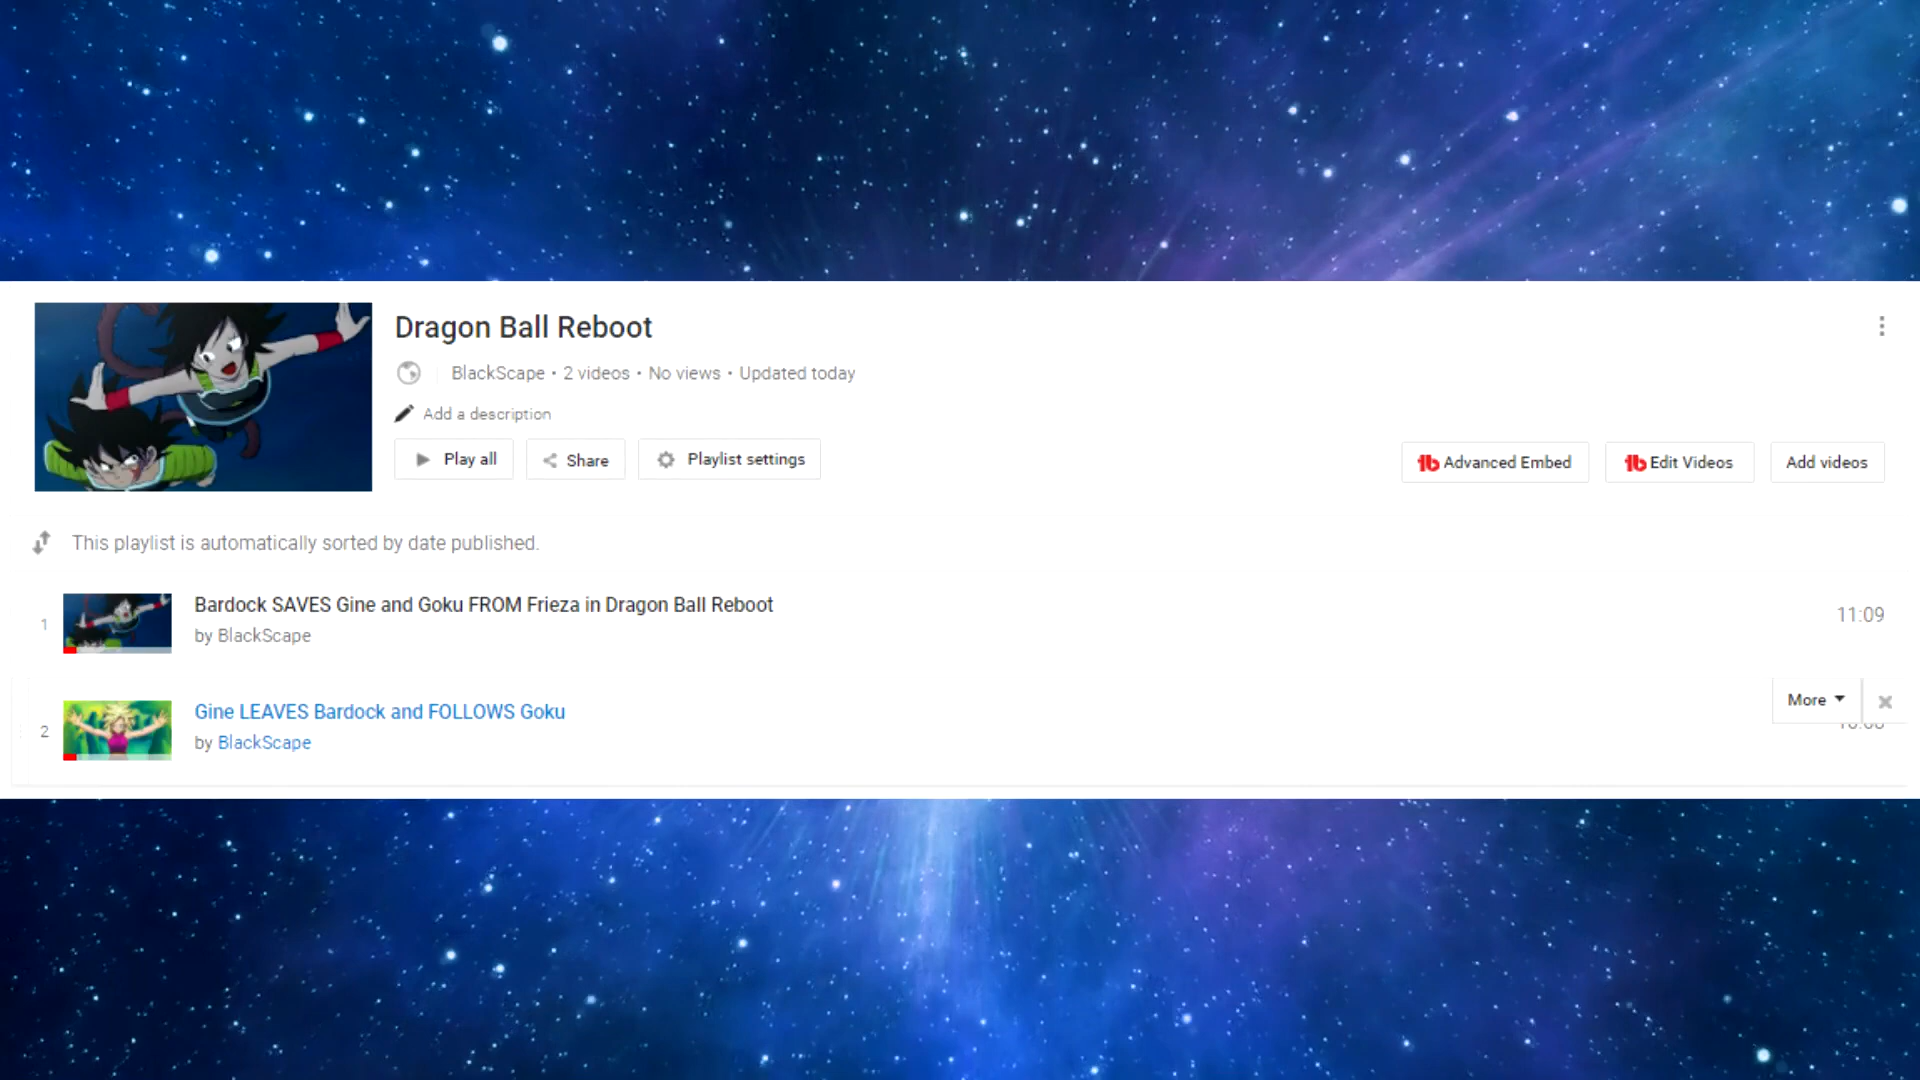 Dragon Ball Reboot
BlackScape • 2 videos • No views • Updated today
Add a description
Play all
Share
Playlist settings
Advanced Embed
Edit Videos
Add videos
This playlist is automatically sorted by date published.
1
Bardock SAVES Gine and Goku FROM Frieza in Dragon Ball Reboot
by BlackScape
11:09
2
Gine LEAVES Bardock and FOLLOWS Goku
by BlackScape
More